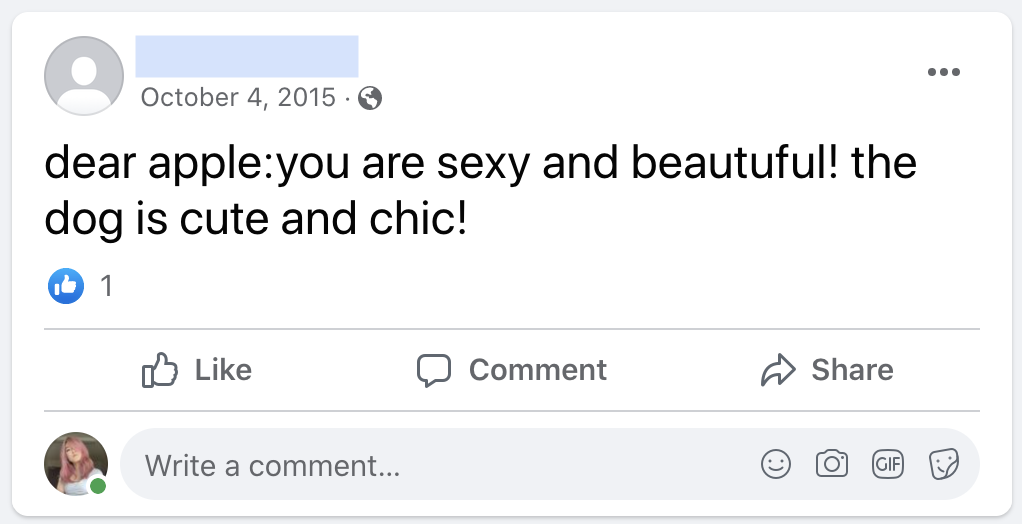 October 4, 2015 ·
dear apple:you are sexy and beautuful! the
dog is cute and chic!
1
Like Comment Share
Write a comment... GIF